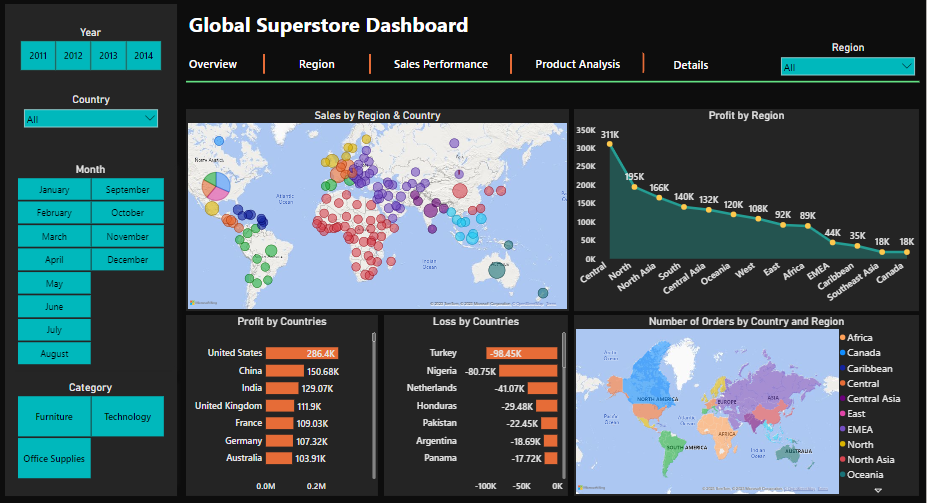 Global Superstore Dashboard
Year
2011 2012 2013 2014
Country
All
Month
January September
February October
March November
April December
May
June
July
August
Category
Furniture Technology
Office Supplies
Overview Region Sales Performance Product Analysis Details
Region
All
Sales by Region & Country
North America
Atlantic
Ocean
Indian
Ocean
Profit by Region
350K
300K
250K
200K
150K
100K
50K
0K
311K
195K
166K
140K
132K
120K
108K
92K
89K
44K
35K
18K
18K
Central
North
North Asia
South
Central Asia
Oceania
West
East
Africa
EMEA
Caribbean
Southeast Asia
Canada
Profit by Countries
United States 286.4K
China 150.68K
India 129.07K
United Kingdom 111.9K
France 109.03K
Germany 107.32K
Australia 103.91K
0.0M 0.2M
Loss by Countries
Turkey -98.45K
Nigeria -80.75K
Netherlands -41.07K
Honduras -29.48K
Pakistan -22.45K
Argentina -18.69K
Panama -17.72K
-100K -50K 0K
Number of Orders by Country and Region
NORTH AMERICA
EUROPE
ASIA
AFRICA
SOUTH AMERICA
AUSTRALIA
Pacific
Ocean
Atlantic
Ocean
Indian
Ocean
Africa
Canada
Caribbean
Central
Central Asia
East
EMEA
North
North Asia
Oceania